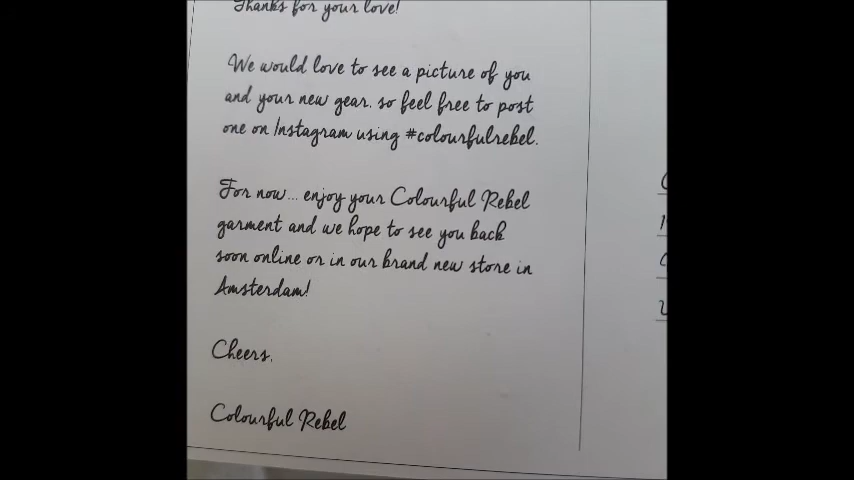 Thanks for your love!
We would love to see a picture of you
and your new gear, so feel free to post
one on Instagram using #colourfulrebel.
For now... enjoy your Colourful Rebel
garment and we hope to see you back
soon online or in our brand new store in
Amsterdam!
Cheers,
Colourful Rebel